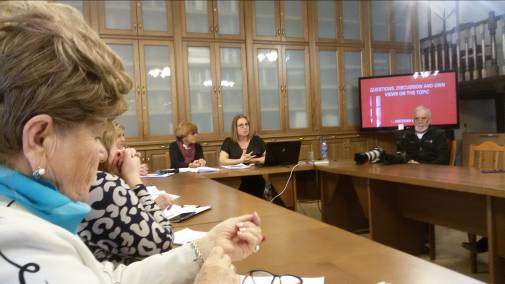 QUESTIONS, DISCUSSION AND OWN
VIEWS ON THE TOPIC